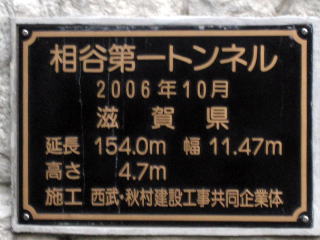 相谷第一トンネル
2006年10月
滋賀県
延長 154.0m 幅 11.47m
高さ 4.7m
施工 西武・秋村建設工事共同企業体